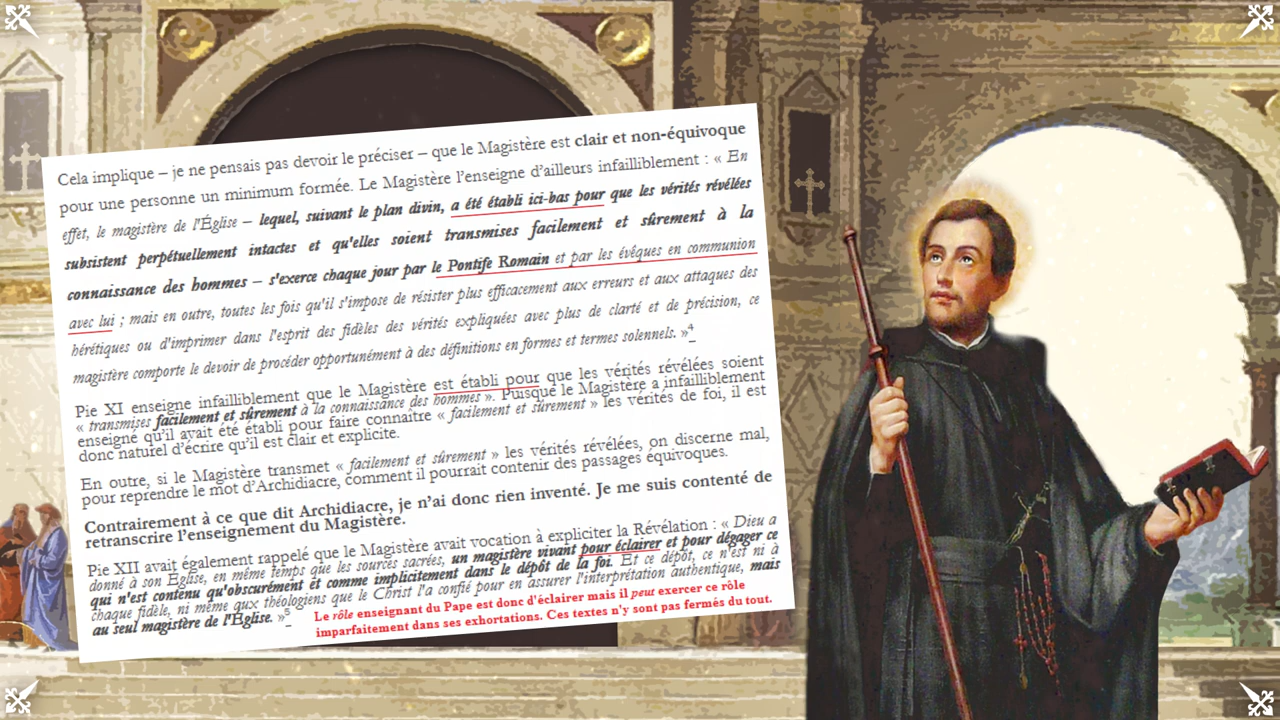 Cela implique – je ne pensais pas devoir le préciser – que le Magistère est clair et non-équivoque
pour une personne un minimum formée. Le Magistère l’enseigne d’ailleurs infailliblement : « En
effet, le magistère de l'Église – lequel, suivant le plan divin, a été établi ici-bas pour que les vérités révélées
subsistent perpétuellement intactes et qu'elles soient transmises facilement et sûrement à la
connaissance des hommes – s'exerce chaque jour par le Pontife Romain et par les évêques en communion
avec lui ; mais en outre, toutes les fois qu'il s'impose de résister plus efficacement aux erreurs et aux attaques des
hérétiques ou d'imprimer dans l'esprit des fidèles des vérités expliquées avec plus de clarté et de précision, ce
magistère comporte le devoir de procéder opportunément à des définitions en formes et termes solennels. »4
Pie XI enseigne infailliblement que le Magistère est établi pour que les vérités révélées soient
« transmises facilement et sûrement à la connaissance des hommes ». Puisque le Magistère a infailliblement
enseigné qu’il avait été établi pour faire connaître « facilement et sûrement » les vérités de foi, il est
donc naturel d’écrire qu’il est clair et explicite.
En outre, si le Magistère transmet « facilement et sûrement » les vérités révélées, on discerne mal,
pour reprendre le mot d’Archidiacre, comment il pourrait contenir des passages équivoques.
Contrairement à ce que dit Archidiacre, je n’ai donc rien inventé. Je me suis contenté de
retranscrire l’enseignement du Magistère.
Pie XII avait également rappelé que le Magistère avait vocation à expliciter la Révélation : « Dieu a
donné à son Église, en même temps que les sources sacrées, un magistère vivant pour éclairer et pour dégager ce
qui n'est contenu qu'obscurément et comme implicitement dans le dépôt de la foi. Et ce dépôt, ce n'est ni à
chaque fidèle, ni même aux théologiens que le Christ l'a confié pour en assurer l'interprétation authentique, mais
au seul magistère de l'Église. »5
Le rôle enseignant du Pape est donc d'éclairer mais il peut exercer ce rôle
imparfaitement dans ses exhortations. Ces textes n'y sont pas fermés du tout.